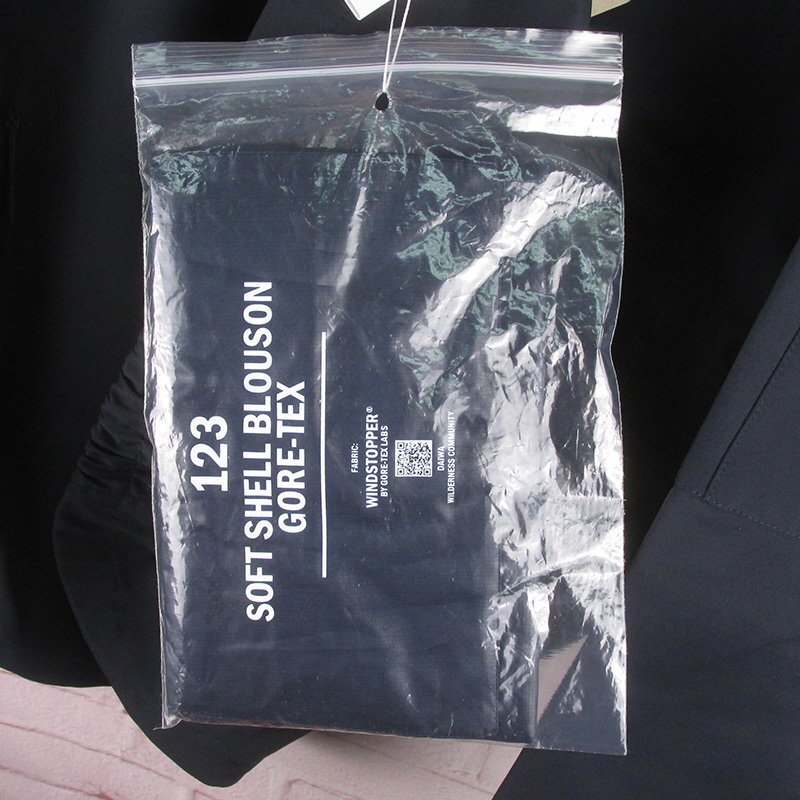 123
SOFT SHELL BLOUSON
GORE-TEX
FABRIC:
WINDSTOPPER®
BY GORE-TEX LABS
DAIWA
WILDERNESS COMMUNITY